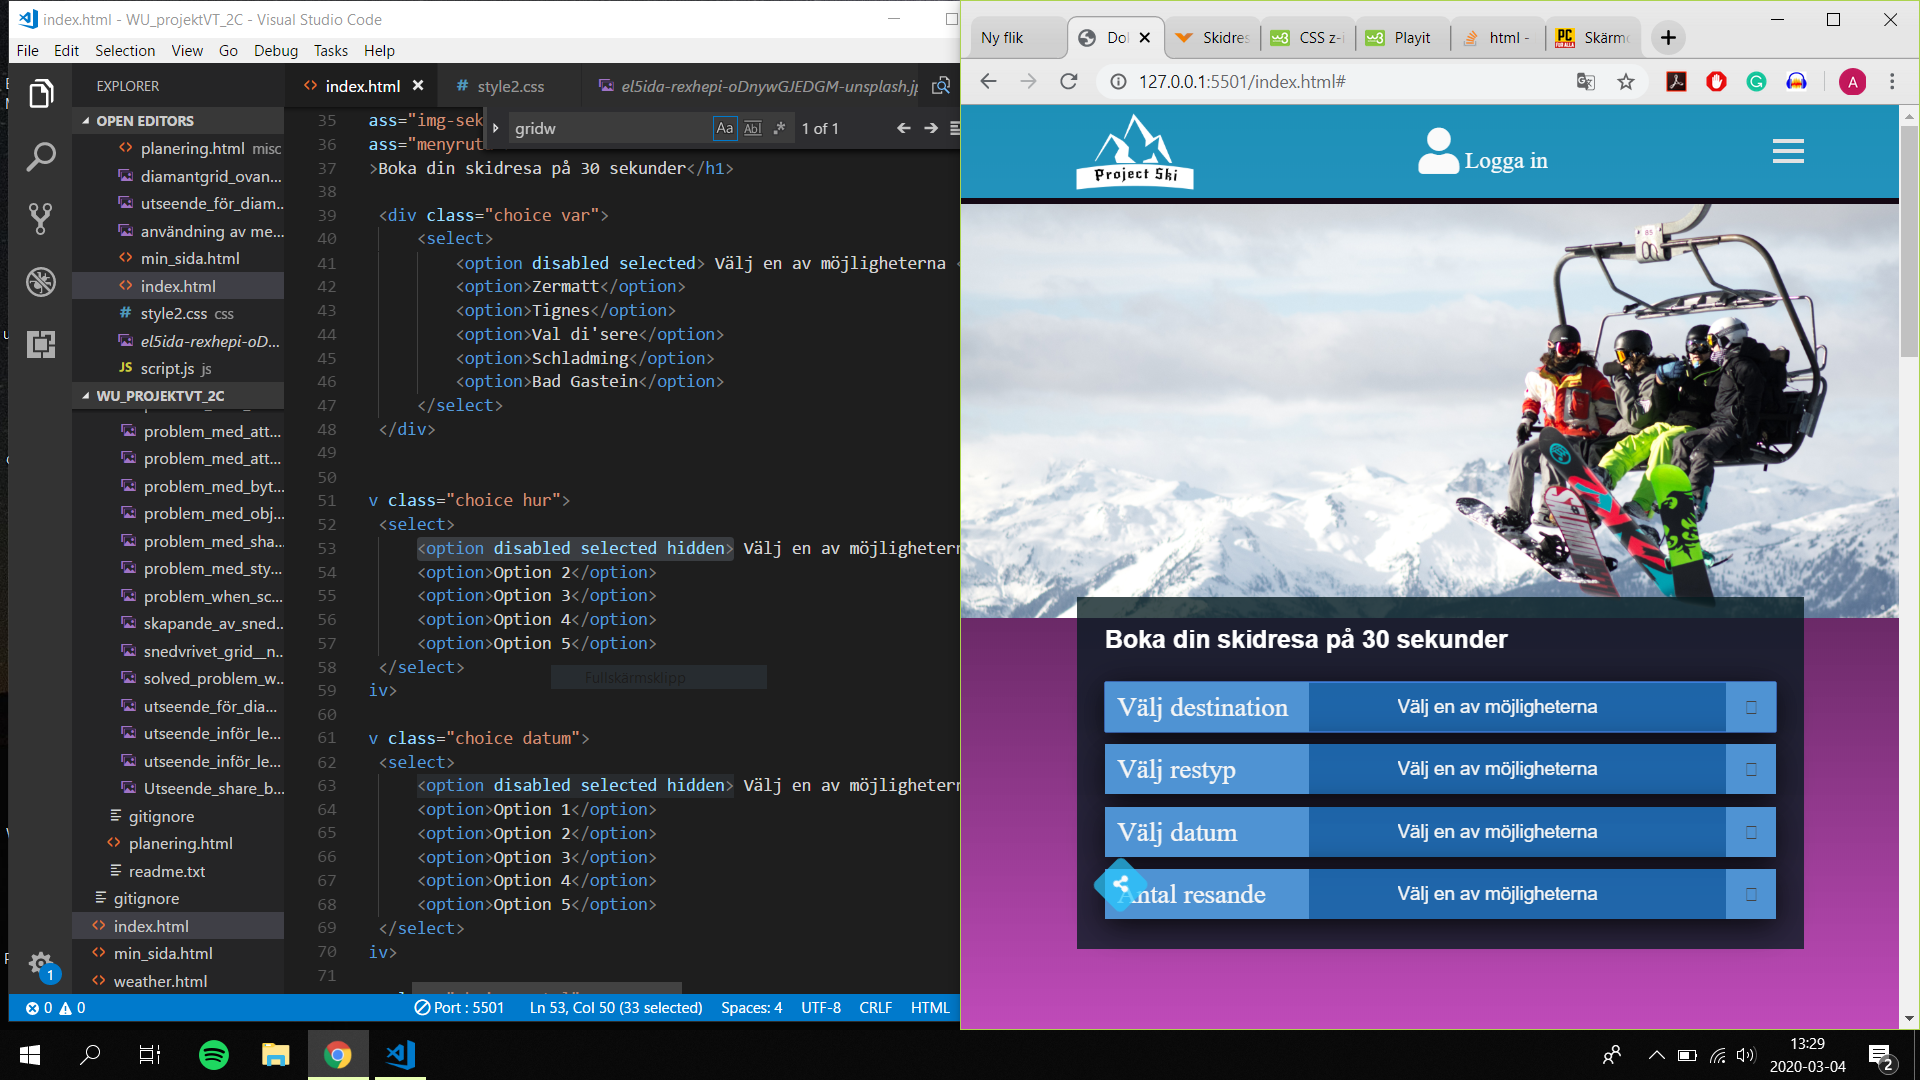 index.html - WU_projektVT_2C - Visual Studio Code
File Edit Selection View Go Debug Tasks Help
EXPLORER
OPEN EDITORS
planering.html misc
diamantgrid_ovan...
utseende_för_diam...
användning av me...
min_sida.html
index.html
style2.css css
el5ida-rexhepi-oD...
JS script.js js
WU_PROJEKTVT_2C
problem_med_att...
problem_med_att...
problem_med_byt...
problem_med_obj...
problem_med_sha...
problem_med_sty...
problem_when_sc...
skapande_av_sned...
snedvrivet_grid__n...
solved_problem_w...
utseende_för_dia...
utseende_inför_le...
utseende_inför_le...
Utseende_share_b...
gitignore
planering.html
readme.txt
gitignore
index.html
min_sida.html
weather.html
1
index.html # style2.css el5ida-rexhepi-oDnywGJEDGM-unsplash.jp
gridw Aa Abl .* 1 of 1
35 ass="img-sek
36 ass="menyrut
37 >Boka din skidresa på 30 sekunder</h1>
38
39 <div class="choice var">
40 <select>
41 <option disabled selected> Välj en av möjligheterna <
42 <option>Zermatt</option>
43 <option>Tignes</option>
44 <option>Val di'sere</option>
45 <option>Schladming</option>
46 <option>Bad Gastein</option>
47 </select>
48 </div>
49
50
51 v class="choice hur">
52 <select>
53 <option disabled selected hidden> Välj en av möjlighetern
54 <option>Option 2</option>
55 <option>Option 3</option>
56 <option>Option 4</option>
57 <option>Option 5</option>
58 </select>
Fullskärmsklipp
59 iv>
60
61 v class="choice datum">
62 <select>
63 <option disabled selected hidden> Välj en av möjlighetern
64 <option>Option 1</option>
65 <option>Option 2</option>
66 <option>Option 3</option>
67 <option>Option 4</option>
68 <option>Option 5</option>
69 </select>
70 iv>
71
0 0 Port : 5501 Ln 53, Col 50 (33 selected) Spaces: 4 UTF-8 CRLF HTML
Ny flik Dol Skidres CSS z-i Playit html - Skärmc
127.0.0.1:5501/index.html#
A
Project Ski
Logga in
Boka din skidresa på 30 sekunder
Välj destination Välj en av möjligheterna
Välj restyp Välj en av möjligheterna
Välj datum Välj en av möjligheterna
Antal resande Välj en av möjligheterna
13:29
2020-03-04
2